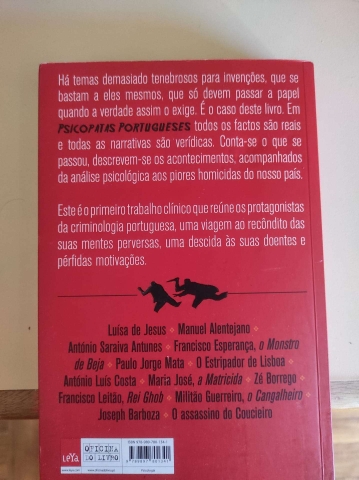 Há temas demasiado tenebrosos para invenções, que se
bastam a eles mesmos, que só devem passar a papel
quando a verdade assim o exige. É o caso deste livro. Em
PSICOPATAS PORTUGUESES todos os factos são reais
e todas as narrativas são verídicas. Conta-se o que se
passou, descrevem-se os acontecimentos, acompanhados
da análise psicológica aos piores homicidas do nosso país.
Este é o primeiro trabalho clínico que reúne os protagonistas
da criminologia portuguesa, uma viagem ao recôndito das
suas mentes perversas, uma descida às suas doentes e
pérfidas motivações.
Luísa de Jesus Manuel Alentejano
António Saraiva Antunes Francisco Esperança, o Monstro
de Beja Paulo Jorge Mata O Estripador de Lisboa
António Luís Costa Maria José, a Matricida Zé Borrego
Francisco Leitão, Rei Ghob Militão Guerreiro, o Cangalheiro
Joseph Barboza O assassino do Coucieiro
LeYa
OFICINA
DO LIVRO